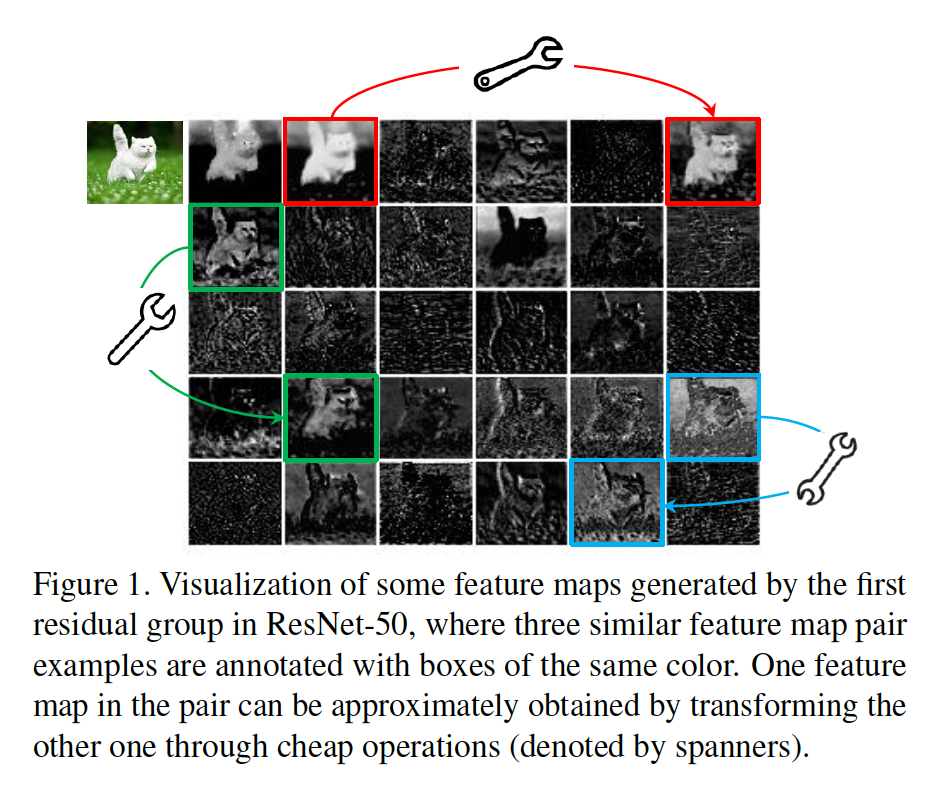 Figure 1. Visualization of some feature maps generated by the first
residual group in ResNet-50, where three similar feature map pair
examples are annotated with boxes of the same color. One feature
map in the pair can be approximately obtained by transforming the
other one through cheap operations (denoted by spanners).